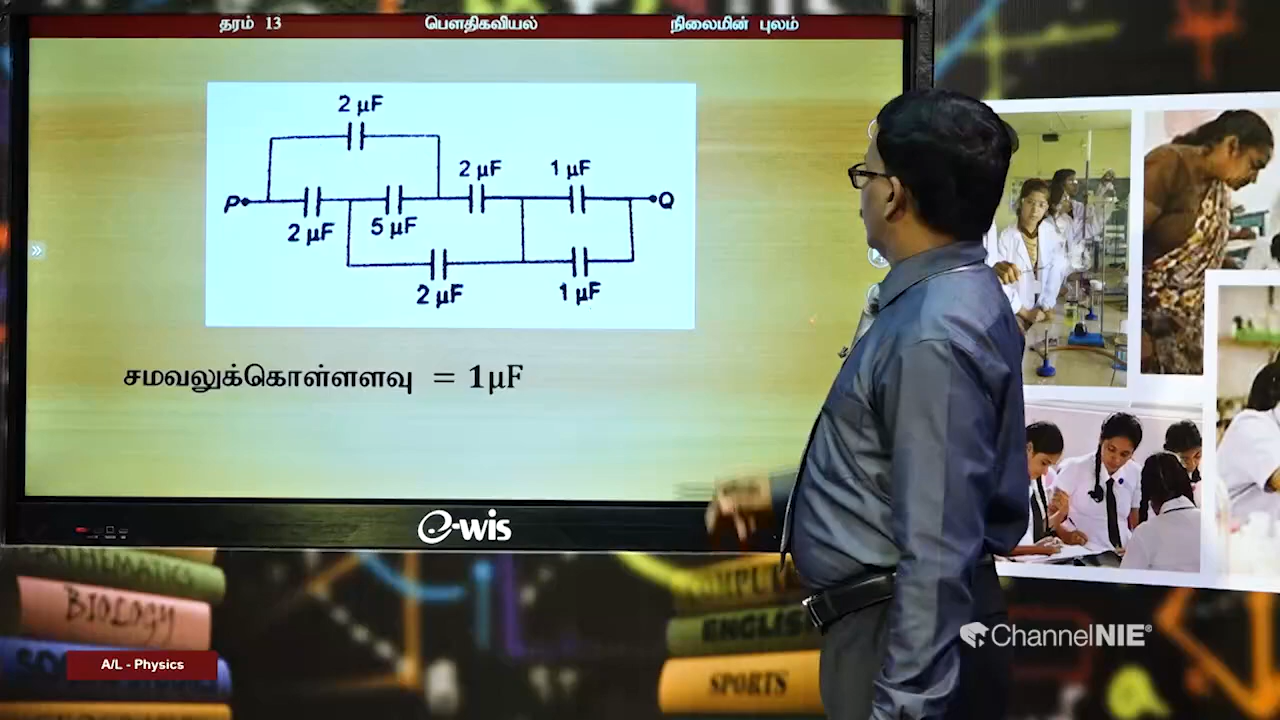 தரம் 13 பௌதிகவியல் நிலைமின் புலம்
2 μF
2 μF 1 μF
P Q
2 μF 5 μF
2 μF 1 μF
சமவலுக்கொள்ளளவு = 1μF
e-wis
MATHEMATICS
BIOLOGY
A/L - Physics
ENGLISH
SPORTS
ChannelNIE